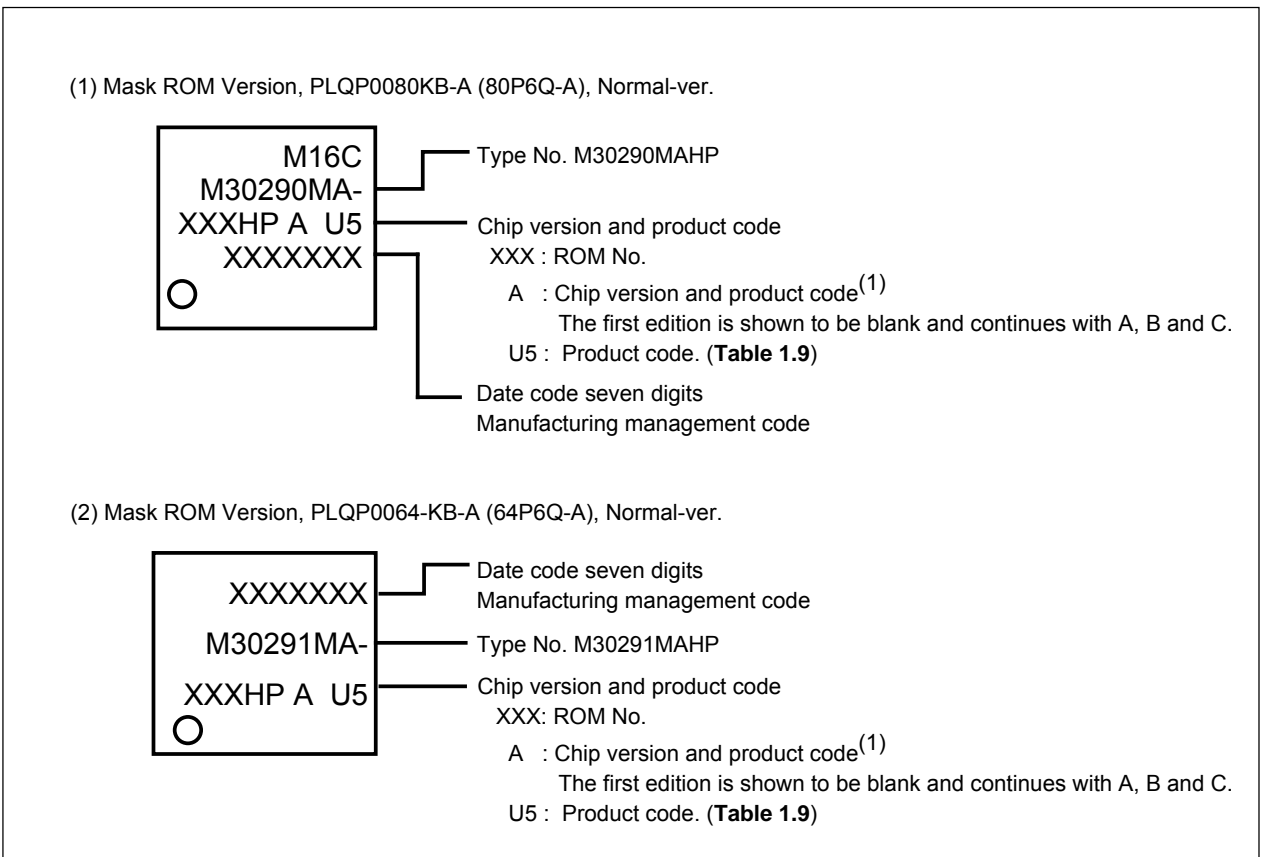 (1) Mask ROM Version, PLQP0080KB-A (80P6Q-A), Normal-ver.
M16C
M30290MA-
XXXHP A U5
XXXXXXX
Type No. M30290MAHP
Chip version and product code
XXX : ROM No.
A : Chip version and product code(1)
The first edition is shown to be blank and continues with A, B and C.
U5 : Product code. (Table 1.9)
Date code seven digits
Manufacturing management code
(2) Mask ROM Version, PLQP0064-KB-A (64P6Q-A), Normal-ver.
XXXXXXX
M30291MA-
XXXHP A U5
Date code seven digits
Manufacturing management code
Type No. M30291MAHP
Chip version and product code
XXX: ROM No.
A : Chip version and product code(1)
The first edition is shown to be blank and continues with A, B and C.
U5 : Product code. (Table 1.9)